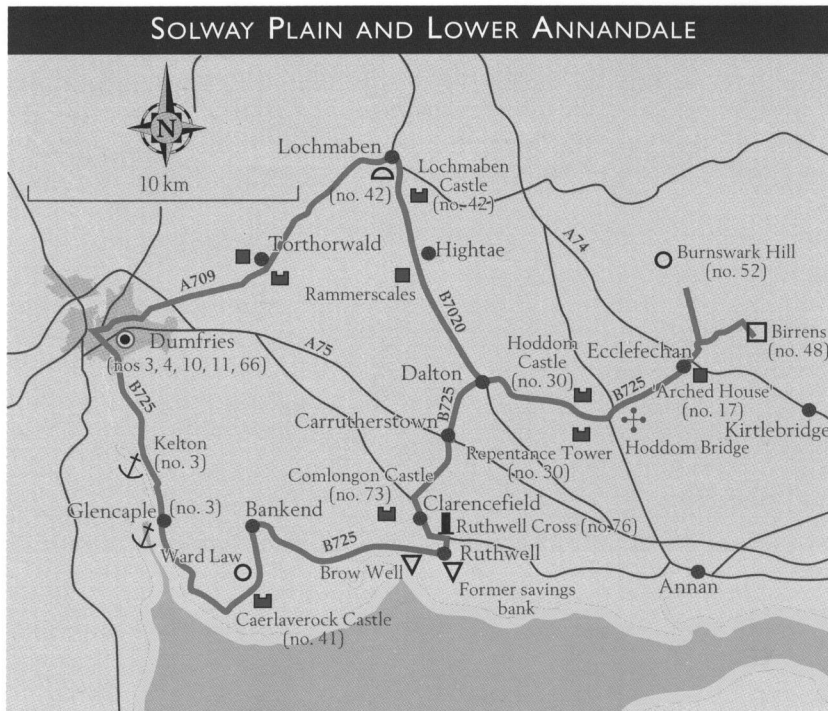 SOLWAY PLAIN AND LOWER ANNANDALE
N
10 km
Lochmaben
(no. 42)
Lochmaben
Castle
(no. 42)
Torthorwald
Hightae
A74
Burnswark Hill
(no. 52)
A709
Rammerscales
B7020
Birrens
(no. 48)
Dumfries
(nos 3, 4, 10, 11, 66)
A75
Hoddom
Castle
(no. 30)
Ecclefechan
B725
Dalton
B725
B725
'Arched House'
(no. 17)
Carrutherstown
Kirtlebridge
Kelton
(no. 3)
Repentance Tower
(no. 30)
Hoddom Bridge
Comlongon Castle
(no. 73)
Glencaple
(no. 3)
Bankend
Clarencefield
Ruthwell Cross (no.76)
Ward Law
B725
Ruthwell
Brow Well
Former savings
bank
Annan
Caerlaverock Castle
(no. 41)